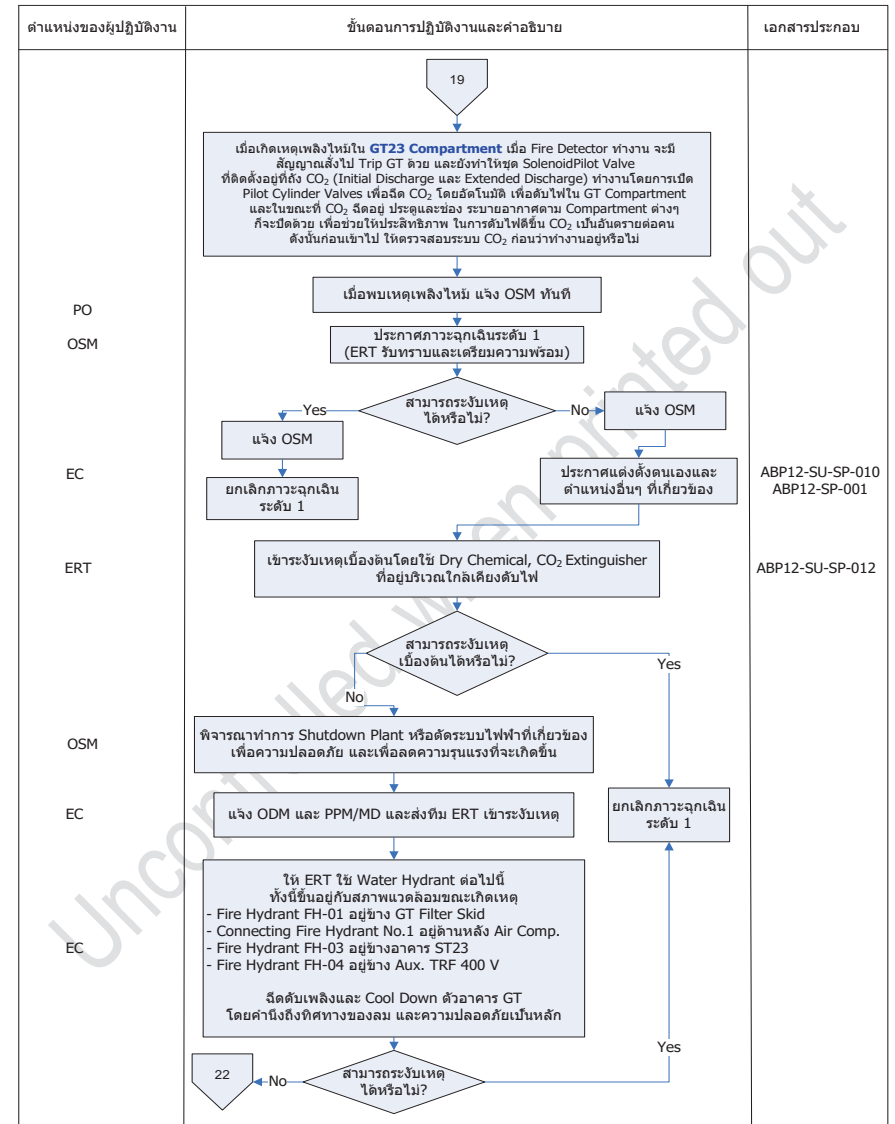 ตำแหน่งของผู้ปฏิบัติงาน
ขั้นตอนการปฏิบัติงานและคำอธิบาย
เอกสารประกอบ
19
เมื่อเกิดเหตุเพลิงไหม้ใน GT23 Compartment เมื่อ Fire Detector ทำงาน จะมี
สัญญาณสั่งไป Trip GT ด้วย และยังทำให้ชุด SolenoidPilot Valve
ที่ติดตั้งอยู่ที่ถัง CO₂ (Initial Discharge และ Extended Discharge) ทำงานโดยการเปิด
Pilot Cylinder Valves เพื่อฉีด CO₂ โดยอัตโนมัติ เพื่อดับไฟใน GT Compartment
และในขณะที่ CO₂ ฉีดอยู่ ประตูและช่อง ระบายอากาศตาม Compartment ต่างๆ
ก็จะปิดด้วย เพื่อช่วยให้ประสิทธิภาพ ในการดับไฟดีขึ้น CO₂ เป็นอันตรายต่อคน
ดังนั้นก่อนเข้าไป ให้ตรวจสอบระบบ CO₂ ก่อนว่าทำงานอยู่หรือไม่
PO
เมื่อพบเหตุเพลิงไหม้ แจ้ง OSM ทันที
OSM
ประกาศภาวะฉุกเฉินระดับ 1
(ERT รับทราบและเตรียมความพร้อม)
สามารถระงับเหตุ
ได้หรือไม่?
Yes
No
แจ้ง OSM
แจ้ง OSM
EC
ยกเลิกภาวะฉุกเฉิน
ระดับ 1
ประกาศแต่งตั้งตนเองและ
ตำแหน่งอื่นๆ ที่เกี่ยวข้อง
ABP12-SU-SP-010
ABP12-SP-001
ERT
เข้าระงับเหตุเบื้องต้นโดยใช้ Dry Chemical, CO₂ Extinguisher
ที่อยู่บริเวณใกล้เคียงดับไฟ
ABP12-SU-SP-012
สามารถระงับเหตุ
เบื้องต้นได้หรือไม่?
Yes
No
OSM
พิจารณาทำการ Shutdown Plant หรือตัดระบบไฟฟ้าที่เกี่ยวข้อง
เพื่อความปลอดภัย และเพื่อลดความรุนแรงที่จะเกิดขึ้น
EC
แจ้ง ODM และ PPM/MD และส่งทีม ERT เข้าระงับเหตุ
ยกเลิกภาวะฉุกเฉิน
ระดับ 1
EC
ให้ ERT ใช้ Water Hydrant ต่อไปนี้
ทั้งนี้ขึ้นอยู่กับสภาพแวดล้อมขณะเกิดเหตุ
- Fire Hydrant FH-01 อยู่ข้าง GT Filter Skid
- Connecting Fire Hydrant No.1 อยู่ด้านหลัง Air Comp.
- Fire Hydrant FH-03 อยู่ข้างอาคาร ST23
- Fire Hydrant FH-04 อยู่ข้าง Aux. TRF 400 V
ฉีดดับเพลิงและ Cool Down ตัวอาคาร GT
โดยคำนึงถึงทิศทางของลม และความปลอดภัยเป็นหลัก
Yes
22
No
สามารถระงับเหตุ
ได้หรือไม่?
Uncontrolled when printed out